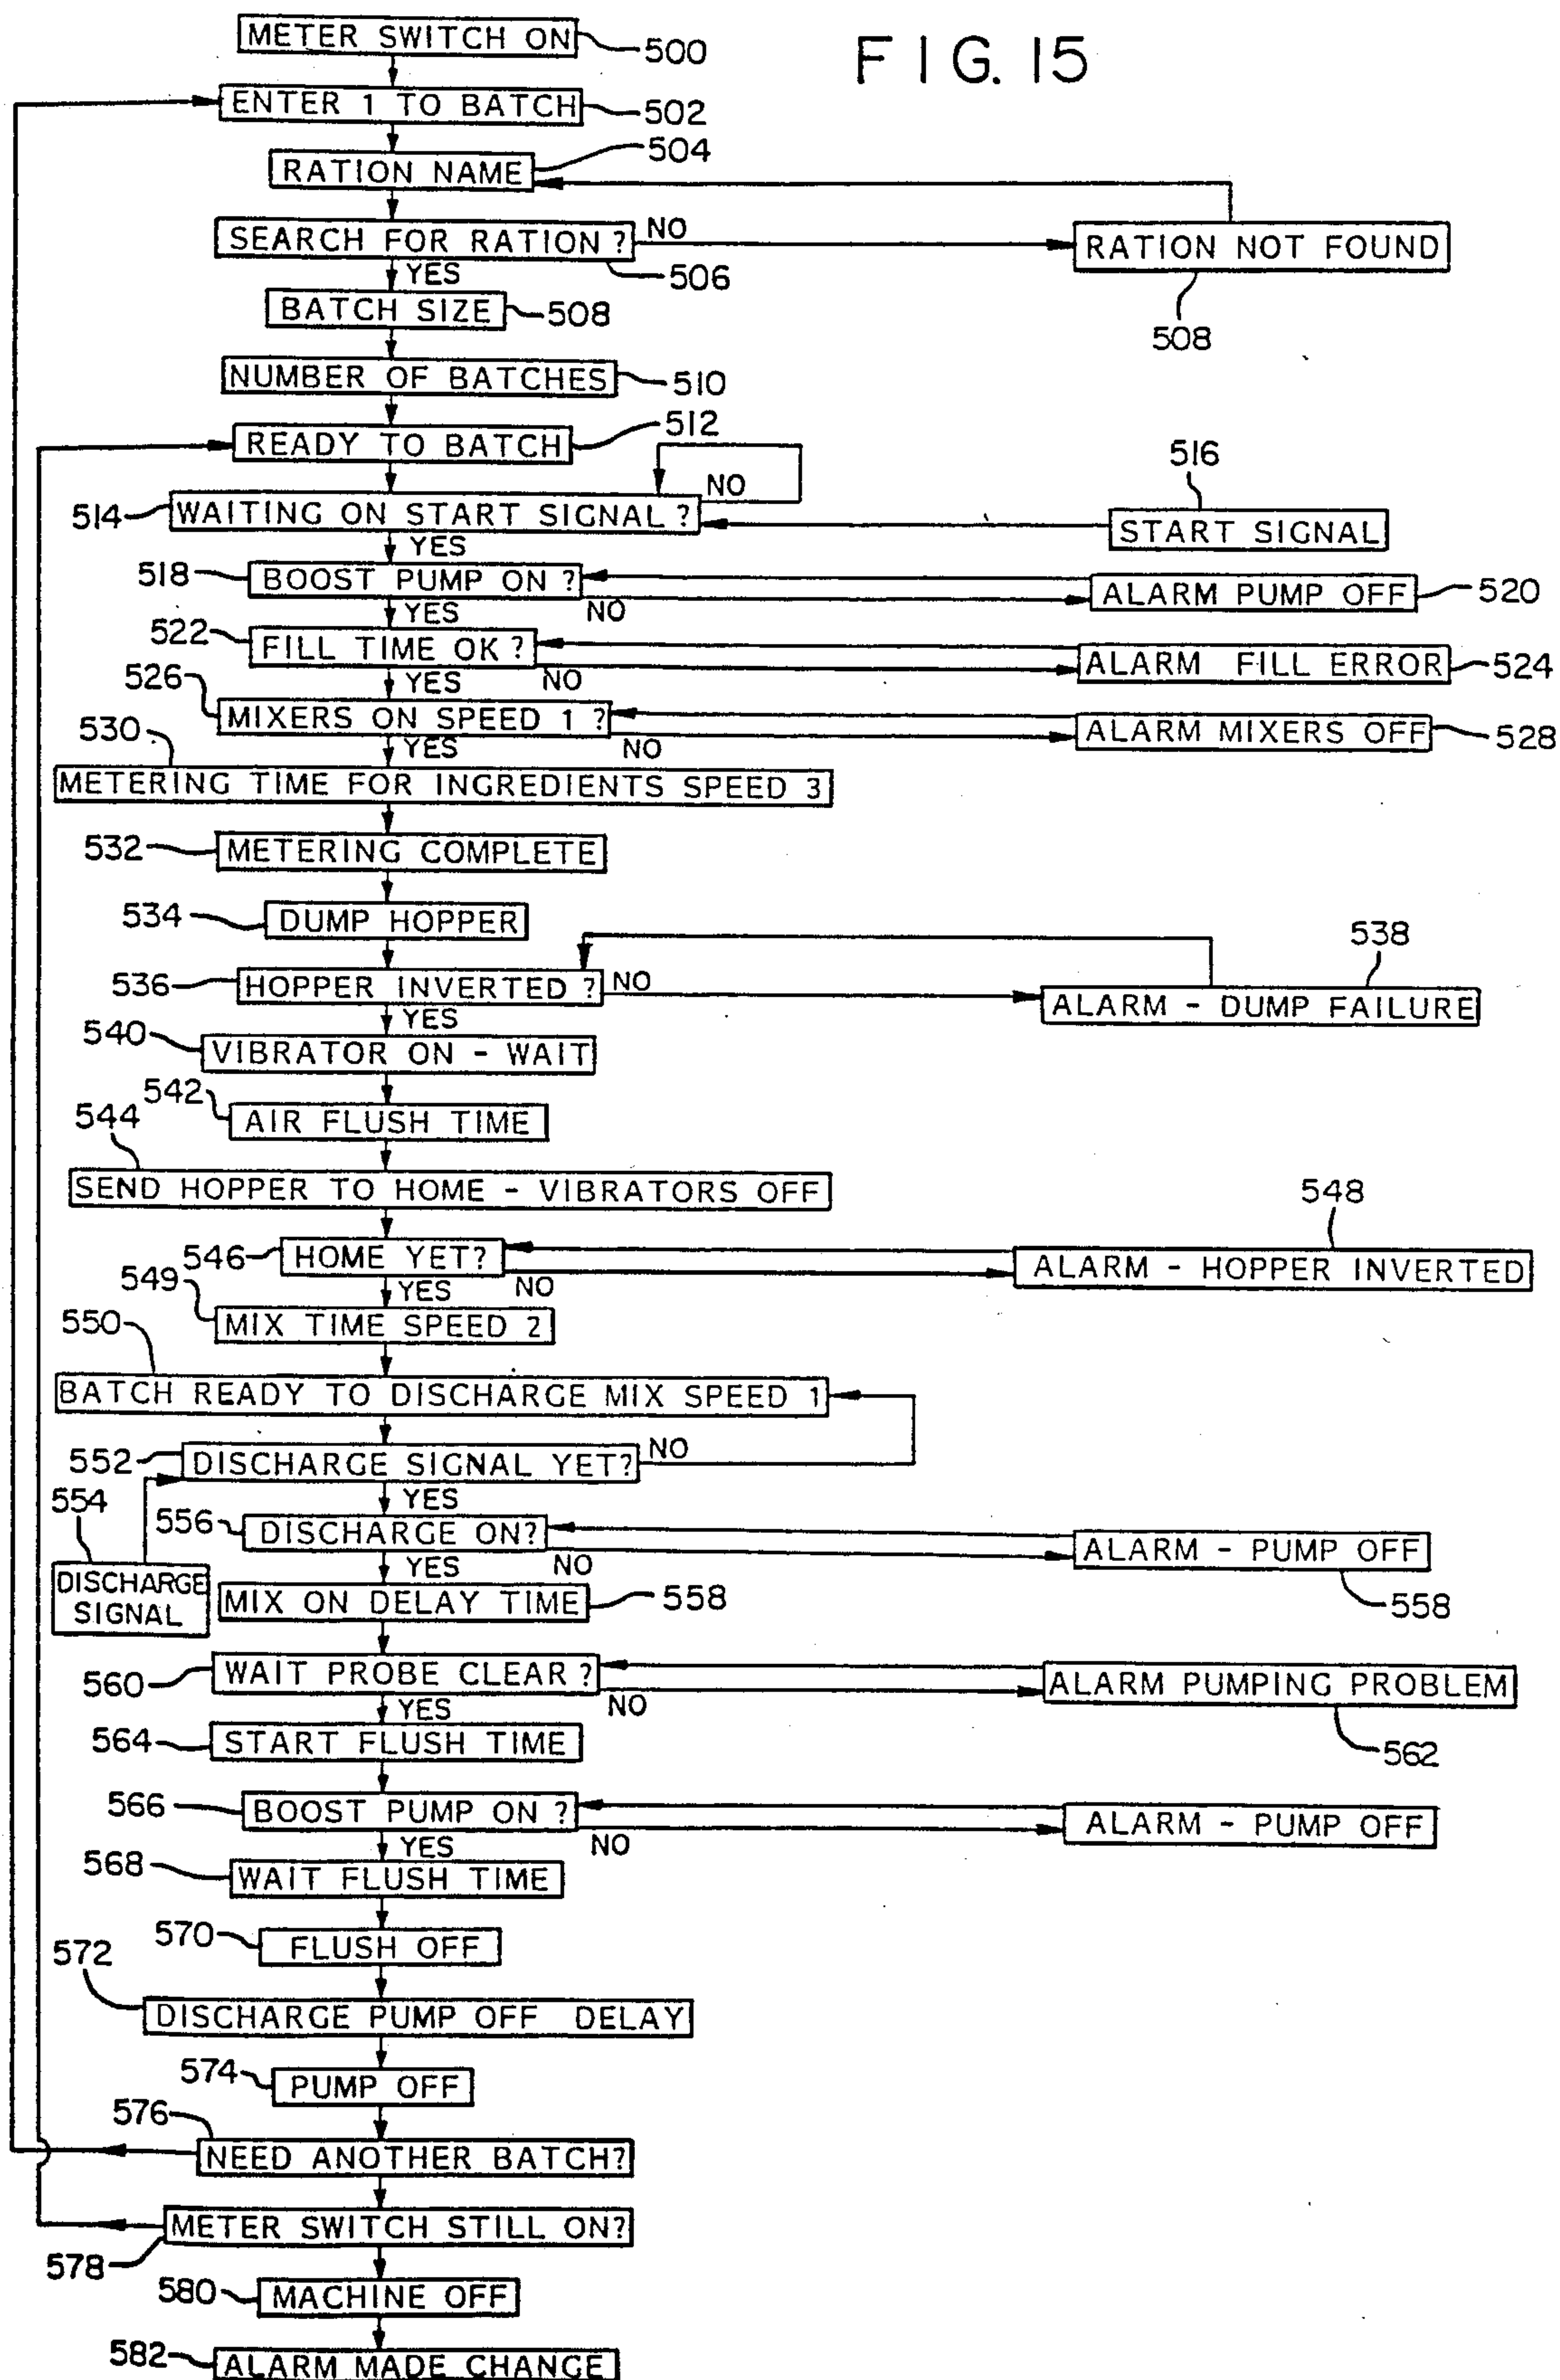 FIG. 15
METER SWITCH ON 500
ENTER 1 TO BATCH 502
504
RATION NAME
SEARCH FOR RATION ? NO RATION NOT FOUND
YES 506
BATCH SIZE 508 508
NUMBER OF BATCHES 510
512
READY TO BATCH
NO 516
514 WAITING ON START SIGNAL ? START SIGNAL
YES
518 BOOST PUMP ON ? ALARM PUMP OFF 520
YES NO
522 FILL TIME OK ? ALARM FILL ERROR 524
YES NO
526 MIXERS ON SPEED 1 ? ALARM MIXERS OFF 528
530 YES NO
METERING TIME FOR INGREDIENTS SPEED 3
532 METERING COMPLETE
534 DUMP HOPPER
538
536 HOPPER INVERTED ? NO ALARM - DUMP FAILURE
YES
540 VIBRATOR ON - WAIT
542 AIR FLUSH TIME
544
SEND HOPPER TO HOME - VIBRATORS OFF
548
546 HOME YET? ALARM - HOPPER INVERTED
YES NO
549 MIX TIME SPEED 2
550
BATCH READY TO DISCHARGE MIX SPEED 1
552 DISCHARGE SIGNAL YET? NO
YES
554
DISCHARGE SIGNAL
556 DISCHARGE ON? ALARM - PUMP OFF
YES NO 558
MIX ON DELAY TIME 558
560 WAIT PROBE CLEAR ? ALARM PUMPING PROBLEM
YES NO 562
564 START FLUSH TIME
566 BOOST PUMP ON ? ALARM - PUMP OFF
YES NO
568 WAIT FLUSH TIME
570 FLUSH OFF
572
DISCHARGE PUMP OFF DELAY
574 PUMP OFF
576
NEED ANOTHER BATCH?
METER SWITCH STILL ON?
578
580 MACHINE OFF
582 ALARM MADE CHANGE